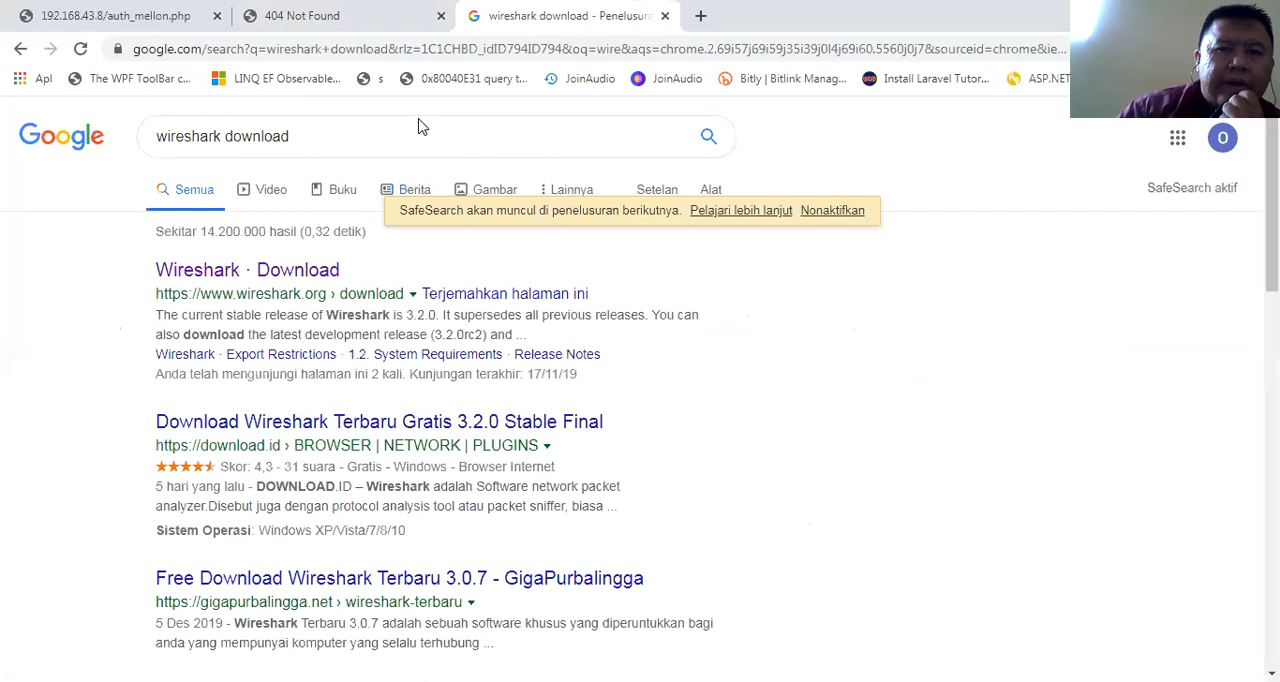 192.168.43.8/auth_mellon.php
404 Not Found
wireshark download - Penelusura
google.com/search?q=wireshark+download&rlz=1C1CHBD_idID794ID794&oq=wire&aqs=chrome.2.69i57j69i59j35i39j0l4j69i60.5560j0j7&sourceid=chrome&ie...
Apl
The WPF ToolBar c...
LINQ EF Observable...
s
0x80040E31 query t...
JoinAudio
JoinAudio
Bitly | Bitlink Manag...
Install Laravel Tutor...
ASP.NET
Google
wireshark download
O
Semua
Video
Buku
Berita
Gambar
Lainnya
Setelan
Alat
SafeSearch aktif
SafeSearch akan muncul di penelusuran berikutnya. Pelajari lebih lanjut Nonaktifkan
Sekitar 14.200.000 hasil (0,32 detik)
Wireshark · Download
https://www.wireshark.org › download Terjemahkan halaman ini
The current stable release of Wireshark is 3.2.0. It supersedes all previous releases. You can
also download the latest development release (3.2.0rc2) and ...
Wireshark · Export Restrictions · 1.2. System Requirements · Release Notes
Anda telah mengunjungi halaman ini 2 kali. Kunjungan terakhir: 17/11/19
Download Wireshark Terbaru Gratis 3.2.0 Stable Final
https://download.id › BROWSER | NETWORK | PLUGINS
Skor: 4,3 - 31 suara - Gratis - Windows - Browser Internet
5 hari yang lalu - DOWNLOAD.ID – Wireshark adalah Software network packet
analyzer.Disebut juga dengan protocol analysis tool atau packet sniffer, biasa ...
Sistem Operasi: Windows XP/Vista/7/8/10
Free Download Wireshark Terbaru 3.0.7 - GigaPurbalingga
https://gigapurbalingga.net › wireshark-terbaru
5 Des 2019 - Wireshark Terbaru 3.0.7 adalah sebuah software khusus yang diperuntukkan bagi
anda yang mempunyai komputer yang selalu terhubung ...